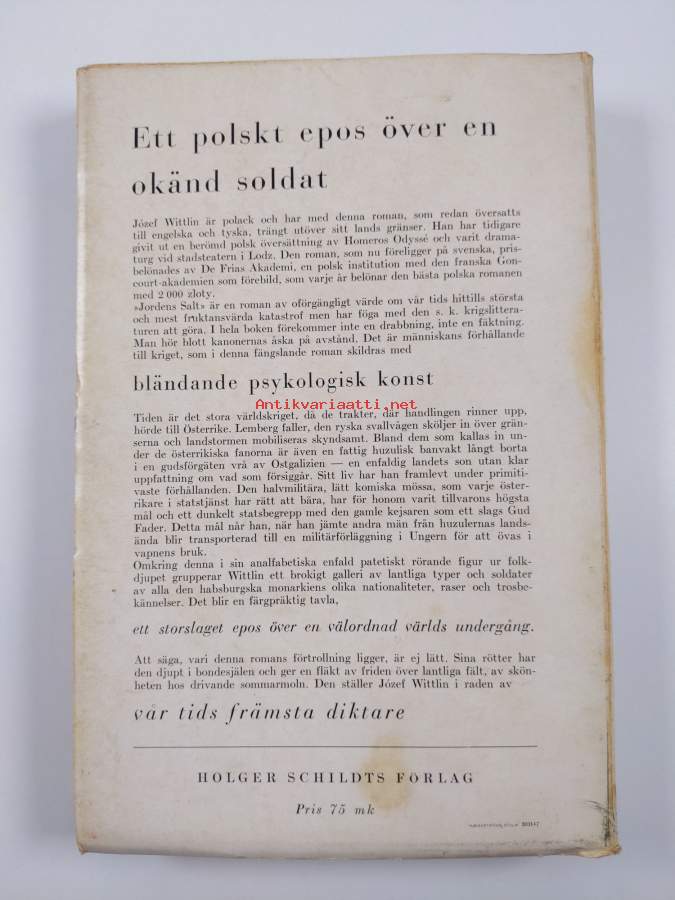 Ett polskt epos över en
okänd soldat
Józef Wittlin är polack och har med denna roman, som redan översatts
till engelska och tyska, trängt utöver sitt lands gränser. Han har tidigare
givit ut en berömd polsk översättning av Homeros Odyssé och varit drama-
turg vid stadsteatern i Lodz. Den roman, som nu föreligger på svenska, pris-
belönades av De Frias Akademi, en polsk institution med den franska Gon-
court-akademien som förebild, som varje år belönar den bästa polska romanen
med 2 000 zloty.
»Jordens Salt» är en roman av oförgängligt värde om vår tids hittills största
och mest fruktansvärda katastrof men har föga med den s. k. krigslittera-
turen att göra. I hela boken förekommer inte en drabbning, inte en fäktning.
Man hör blott kanonernas åska på avstånd. Det är människans förhållande
till kriget, som i denna fängslande roman skildras med
bländande psykologisk konst
Antikvariaatti.net
Tiden är det stora världskriget, då de trakter, där handlingen rinner upp,
hörde till Österrike. Lemberg faller, den ryska svallvågen sköljer in över grän-
serna och landstormen mobiliseras skyndsamt. Bland dem som kallas in un-
der de österrikiska fanorna är även en fattig huzulisk banvakt långt borta
i en gudsförgäten vrå av Ostgalizien — en enfaldig landets son utan klar
uppfattning om vad som försiggår. Sitt liv har han framlevt under primiti-
vaste förhållanden. Den halvmilitära, lätt komiska mössa, som varje öster-
rikare i statstjänst har rätt att bära, har för honom varit tillvarons högsta
mål och ett dunkelt statsbegrepp med den gamle kejsaren som ett slags Gud
Fader. Detta mål når han, när han jämte andra män från huzulernas lands-
ända blir transporterad till en militärförläggning i Ungern för att övas i
vapnens bruk.
Omkring denna i sin analfabetiska enfald patetiskt rörande figur ur folk-
djupet grupperar Wittlin ett brokigt galleri av lantliga typer och soldater
av alla den habsburgska monarkiens olika nationaliteter, raser och trosbe-
kännelser. Det blir en färgpräktig tavla,
ett storslaget epos över en välordnad världs undergång.
Att säga, vari denna romans förtrollning ligger, är ej lätt. Sina rötter har
den djupt i bondesjälen och ger en fläkt av friden över lantliga fält, av skön-
heten hos drivande sommarmoln. Den ställer Józef Wittlin i raden av
vår tids främsta diktare
HOLGER SCHILDTS FÖRLAG
Pris 75 mk